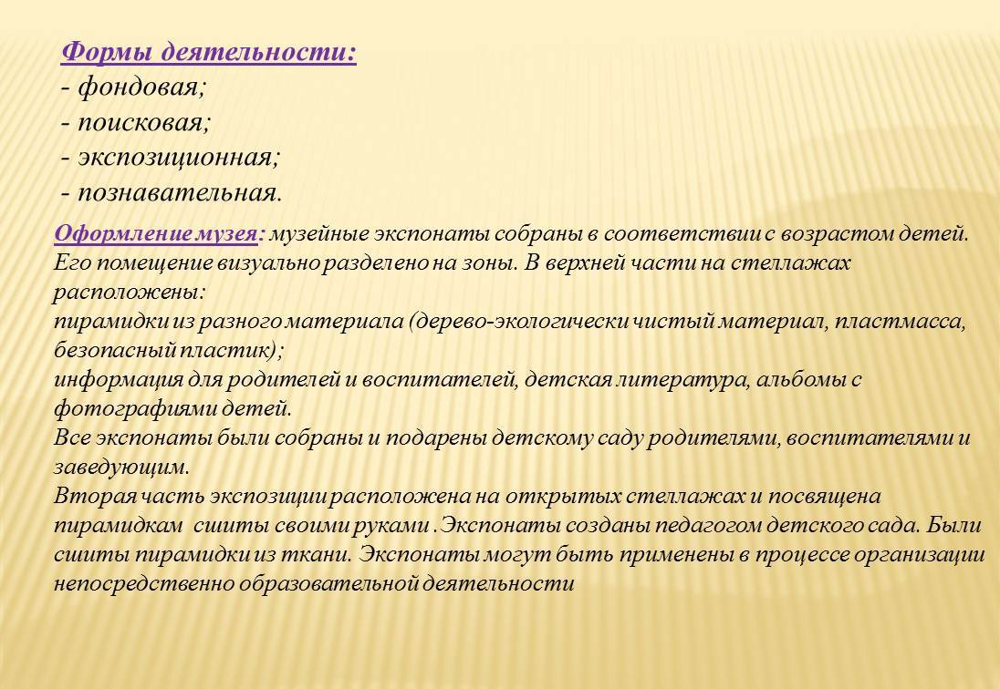 Формы деятельности:
- фондовая;
- поисковая;
- экспозиционная;
- познавательная.
Оформление музея: музейные экспонаты собраны в соответствии с возрастом детей.
Его помещение визуально разделено на зоны. В верхней части на стеллажах
расположены:
пирамидки из разного материала (дерево-экологически чистый материал, пластмасса,
безопасный пластик);
информация для родителей и воспитателей, детская литература, альбомы с
фотографиями детей.
Все экспонаты были собраны и подарены детскому саду родителями, воспитателями и
заведующим.
Вторая часть экспозиции расположена на открытых стеллажах и посвящена
пирамидкам  сшиты своими руками .Экспонаты созданы педагогом детского сада. Были
сшиты пирамидки из ткани. Экспонаты могут быть применены в процессе организации
непосредственно образовательной деятельности